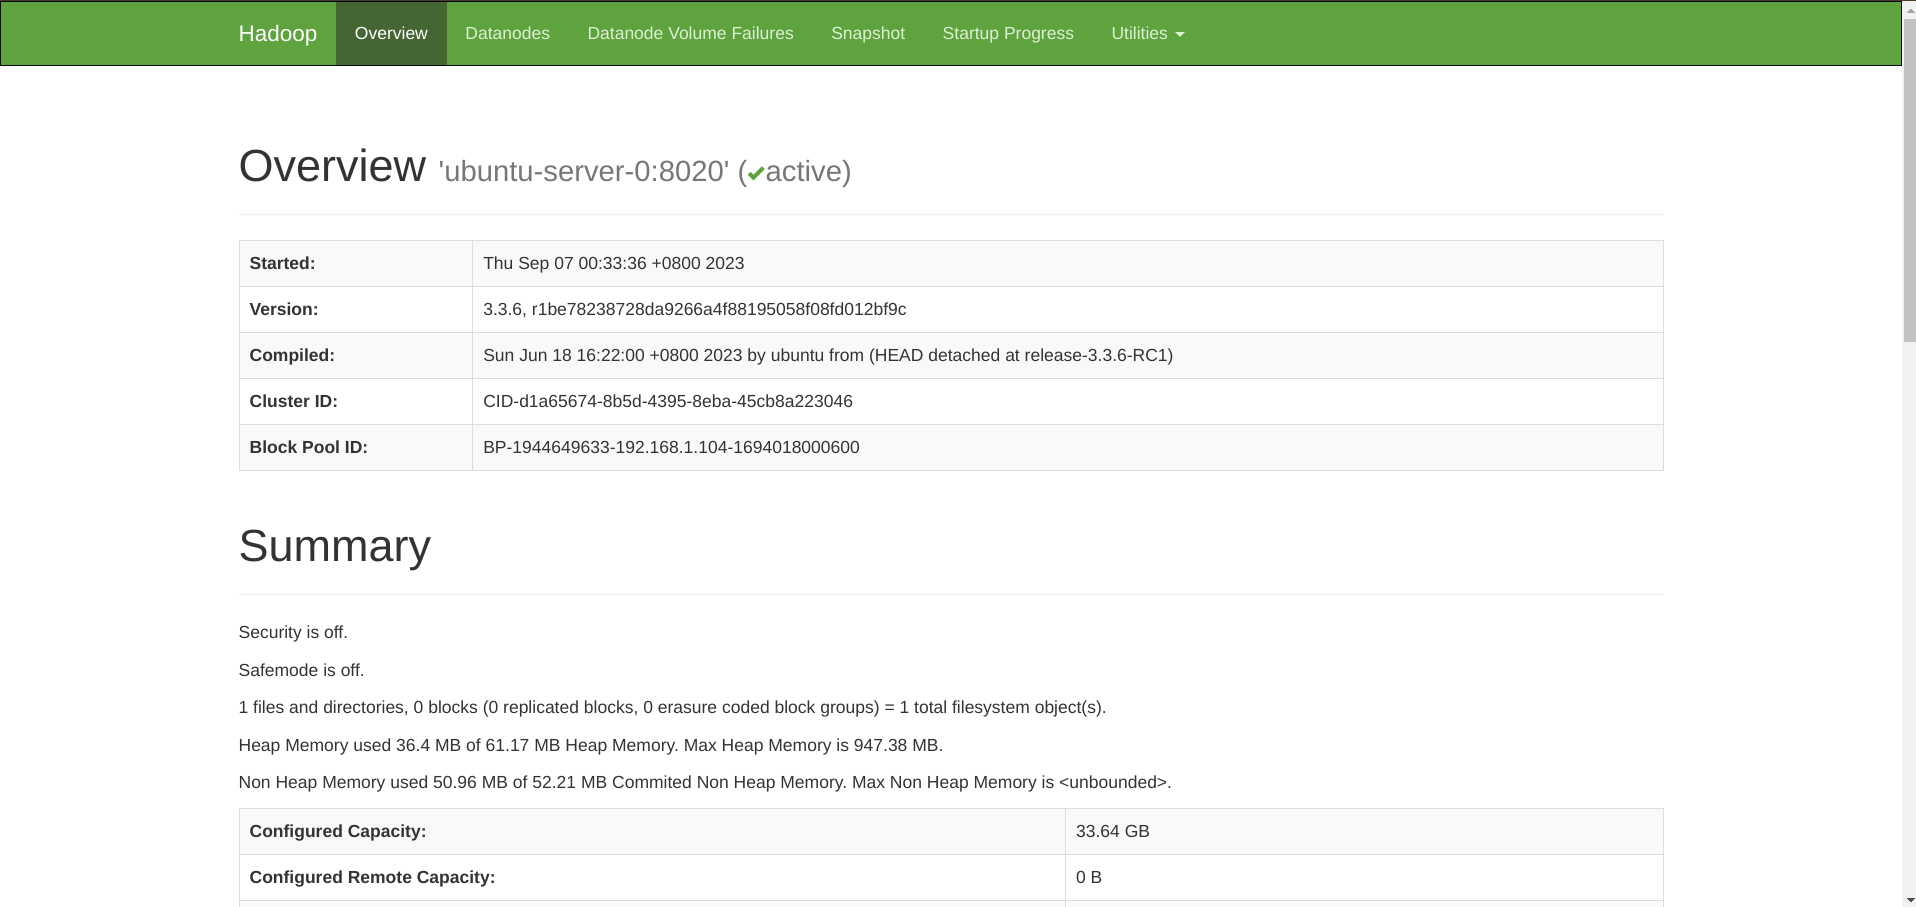 Hadoop Overview Datanodes Datanode Volume Failures Snapshot Startup Progress Utilities
Overview 'ubuntu-server-0:8020' (✔active)
Started: Thu Sep 07 00:33:36 +0800 2023
Version: 3.3.6, r1be78238728da9266a4f88195058f08fd012bf9c
Compiled: Sun Jun 18 16:22:00 +0800 2023 by ubuntu from (HEAD detached at release-3.3.6-RC1)
Cluster ID: CID-d1a65674-8b5d-4395-8eba-45cb8a223046
Block Pool ID: BP-1944649633-192.168.1.104-1694018000600
Summary
Security is off.
Safemode is off.
1 files and directories, 0 blocks (0 replicated blocks, 0 erasure coded block groups) = 1 total filesystem object(s).
Heap Memory used 36.4 MB of 61.17 MB Heap Memory. Max Heap Memory is 947.38 MB.
Non Heap Memory used 50.96 MB of 52.21 MB Commited Non Heap Memory. Max Non Heap Memory is <unbounded>.
Configured Capacity: 33.64 GB
Configured Remote Capacity: 0 B